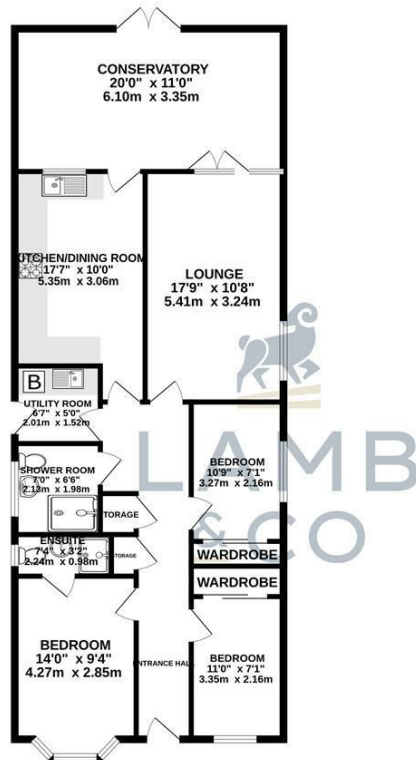 CONSERVATORY
20'0" x 11'0"
6.10m x 3.35m
KITCHEN/DINING ROOM
17'7" x 10'0"
5.35m x 3.06m
LOUNGE
17'9" x 10'8"
5.41m x 3.24m
B
UTILITY ROOM
6'7" x 5'0"
2.01m x 1.52m
SHOWER ROOM
7'0" x 6'6"
2.13m x 1.98m
BEDROOM
10'9" x 7'1"
3.27m x 2.16m
LAMB
& CO
STORAGE
ENSUITE
7'4" x 3'2"
2.24m x 0.98m
STORAGE
WARDROBE
WARDROBE
BEDROOM
14'0" x 9'4"
4.27m x 2.85m
ENTRANCE HALL
BEDROOM
11'0" x 7'1"
3.35m x 2.16m